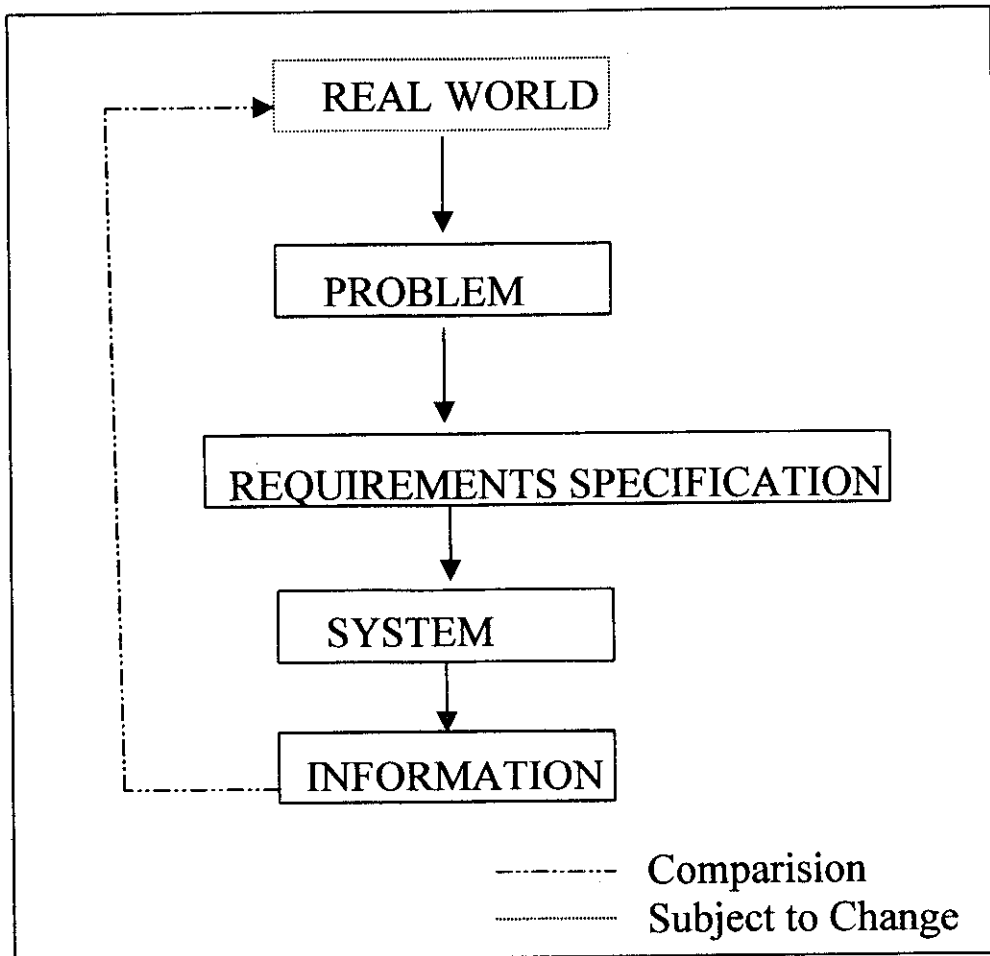 REAL WORLD
PROBLEM
REQUIREMENTS SPECIFICATION
SYSTEM
INFORMATION
Comparision
Subject to Change